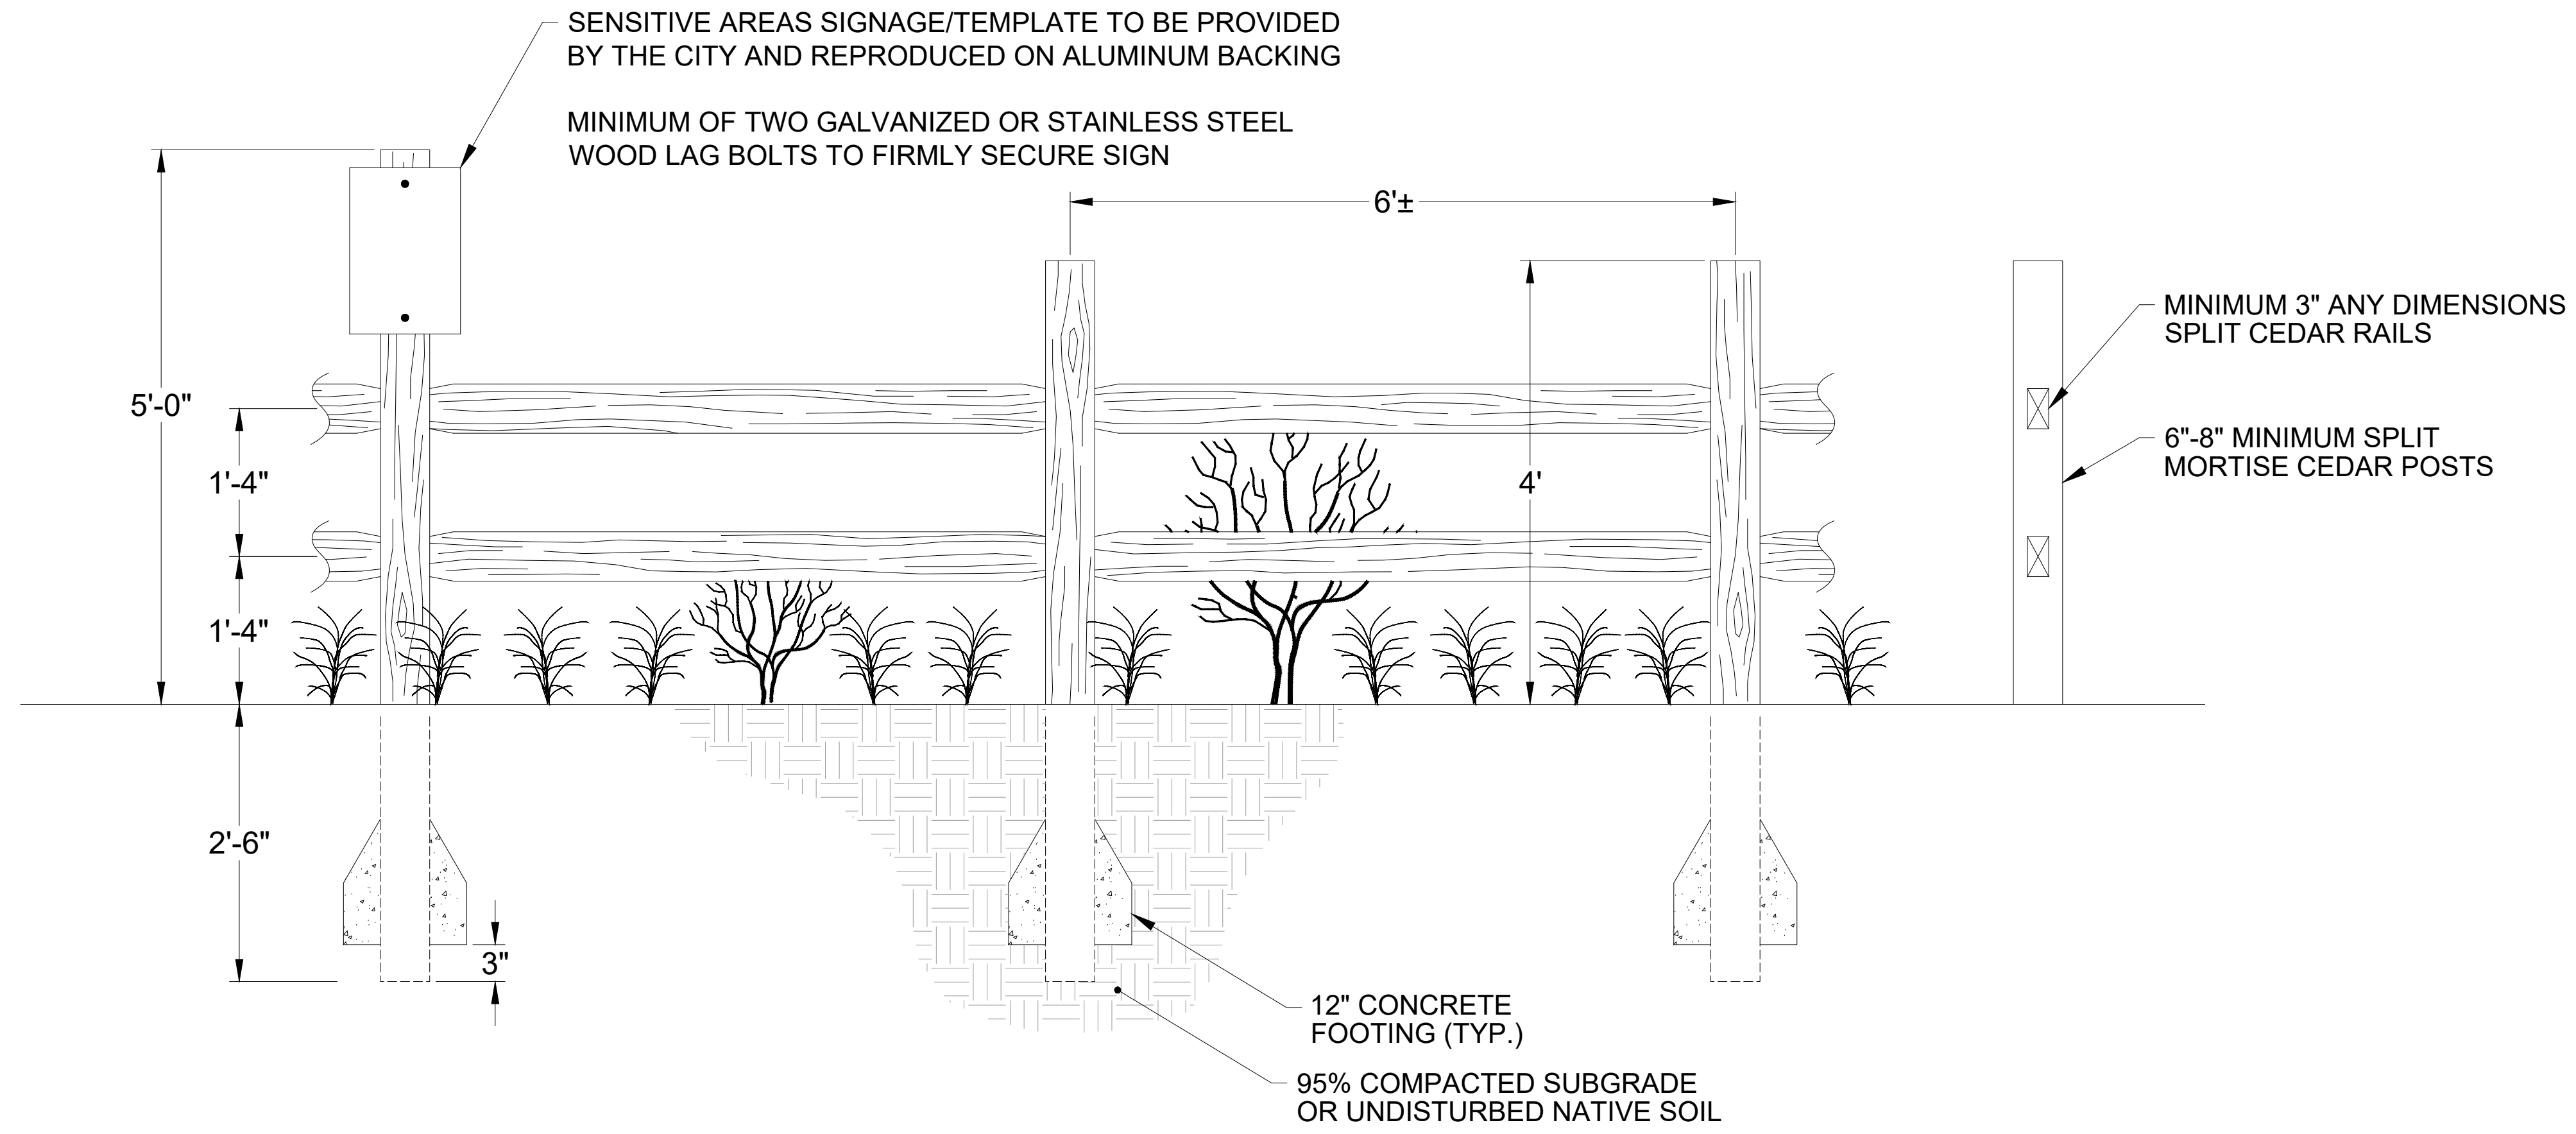 SENSITIVE AREAS SIGNAGE/TEMPLATE TO BE PROVIDED
BY THE CITY AND REPRODUCED ON ALUMINUM BACKING
MINIMUM OF TWO GALVANIZED OR STAINLESS STEEL
WOOD LAG BOLTS TO FIRMLY SECURE SIGN
6'±
MINIMUM 3" ANY DIMENSIONS
SPLIT CEDAR RAILS
5'-0"
6"-8" MINIMUM SPLIT
MORTISE CEDAR POSTS
1'-4"
4'
1'-4"
2'-6"
3"
12" CONCRETE
FOOTING (TYP.)
95% COMPACTED SUBGRADE
OR UNDISTURBED NATIVE SOIL